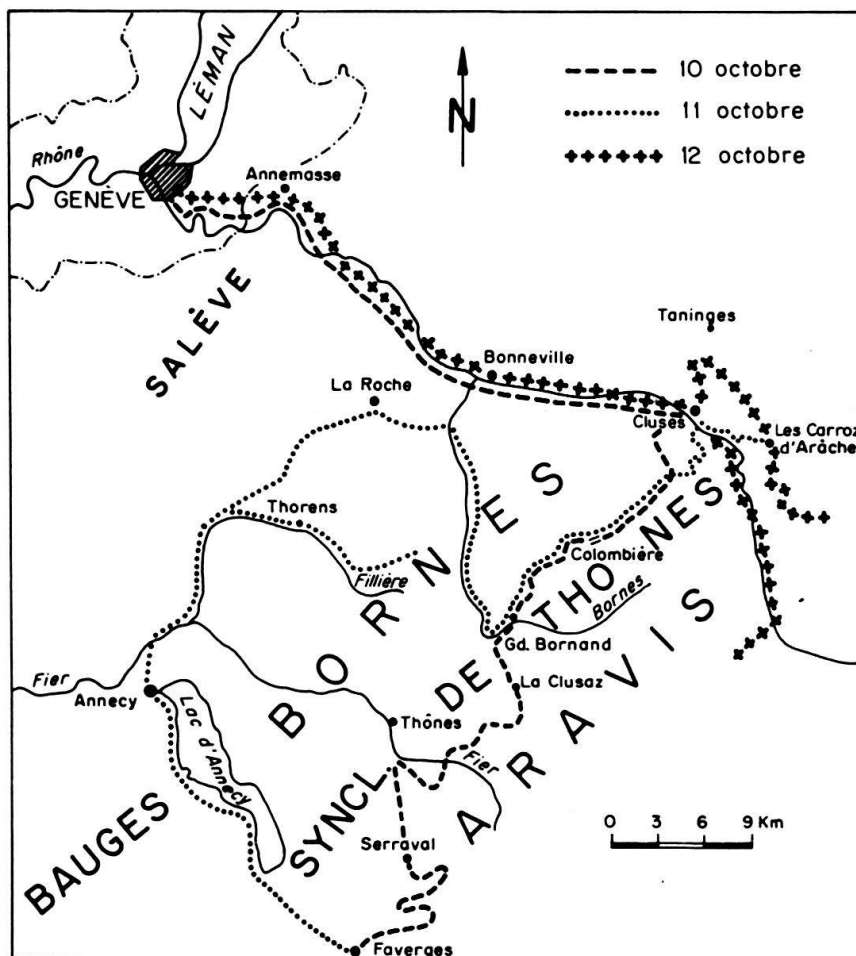 LÉMAN
10 octobre
11 octobre
12 octobre
N
Rhône
GENÈVE
Annemasse
SALÈVE
Taninges
Bonneville
La Roche
Cluses
Les Carroz
d'Arâche
Thorens
Fillière
Colombière
BORNES
Bornes
Gd. Bornand
La Clusaz
Fier
Annecy
Lac d'Annecy
Thônes
Fier
SYNCL. DE THONES
ARAVIS
BAUGES
Serraval
Faverges
0 3 6 9 Km